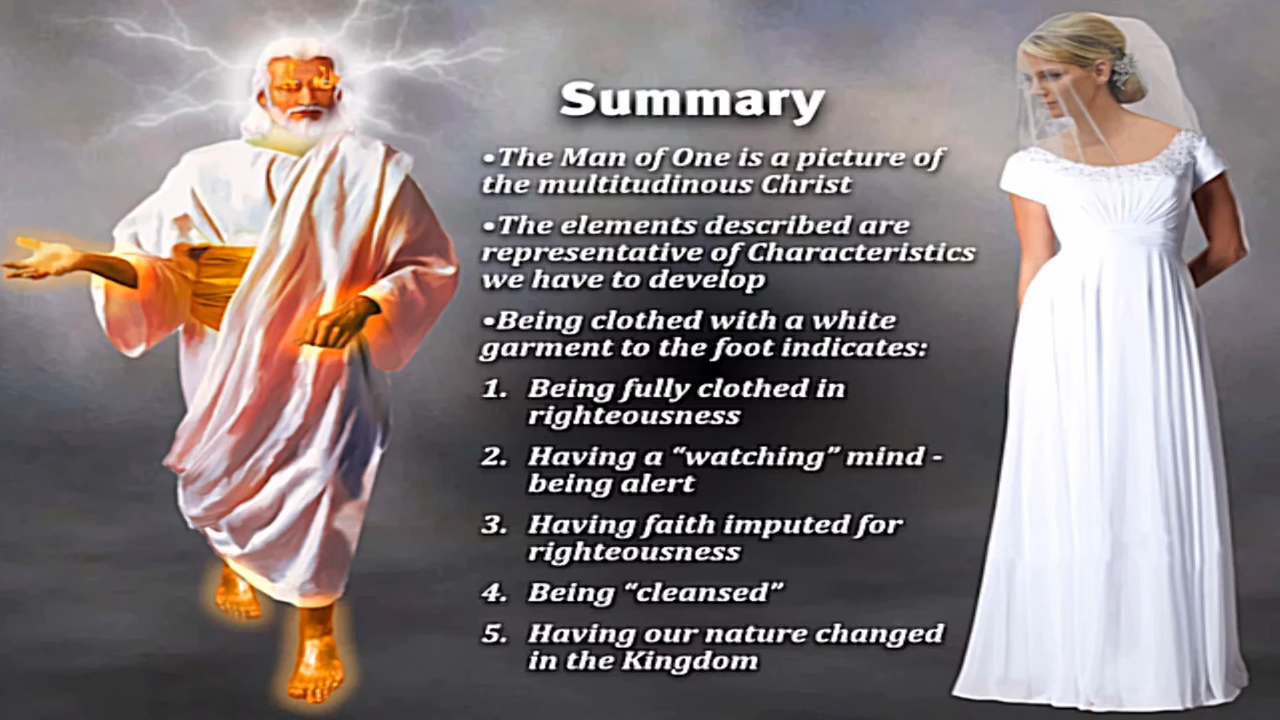 Summary
•The Man of One is a picture of
the multitudinous Christ
•The elements described are
representative of Characteristics
we have to develop
•Being clothed with a white
garment to the foot indicates:
1. Being fully clothed in
righteousness
2. Having a “watching” mind -
being alert
3. Having faith imputed for
righteousness
4. Being “cleansed”
5. Having our nature changed
in the Kingdom